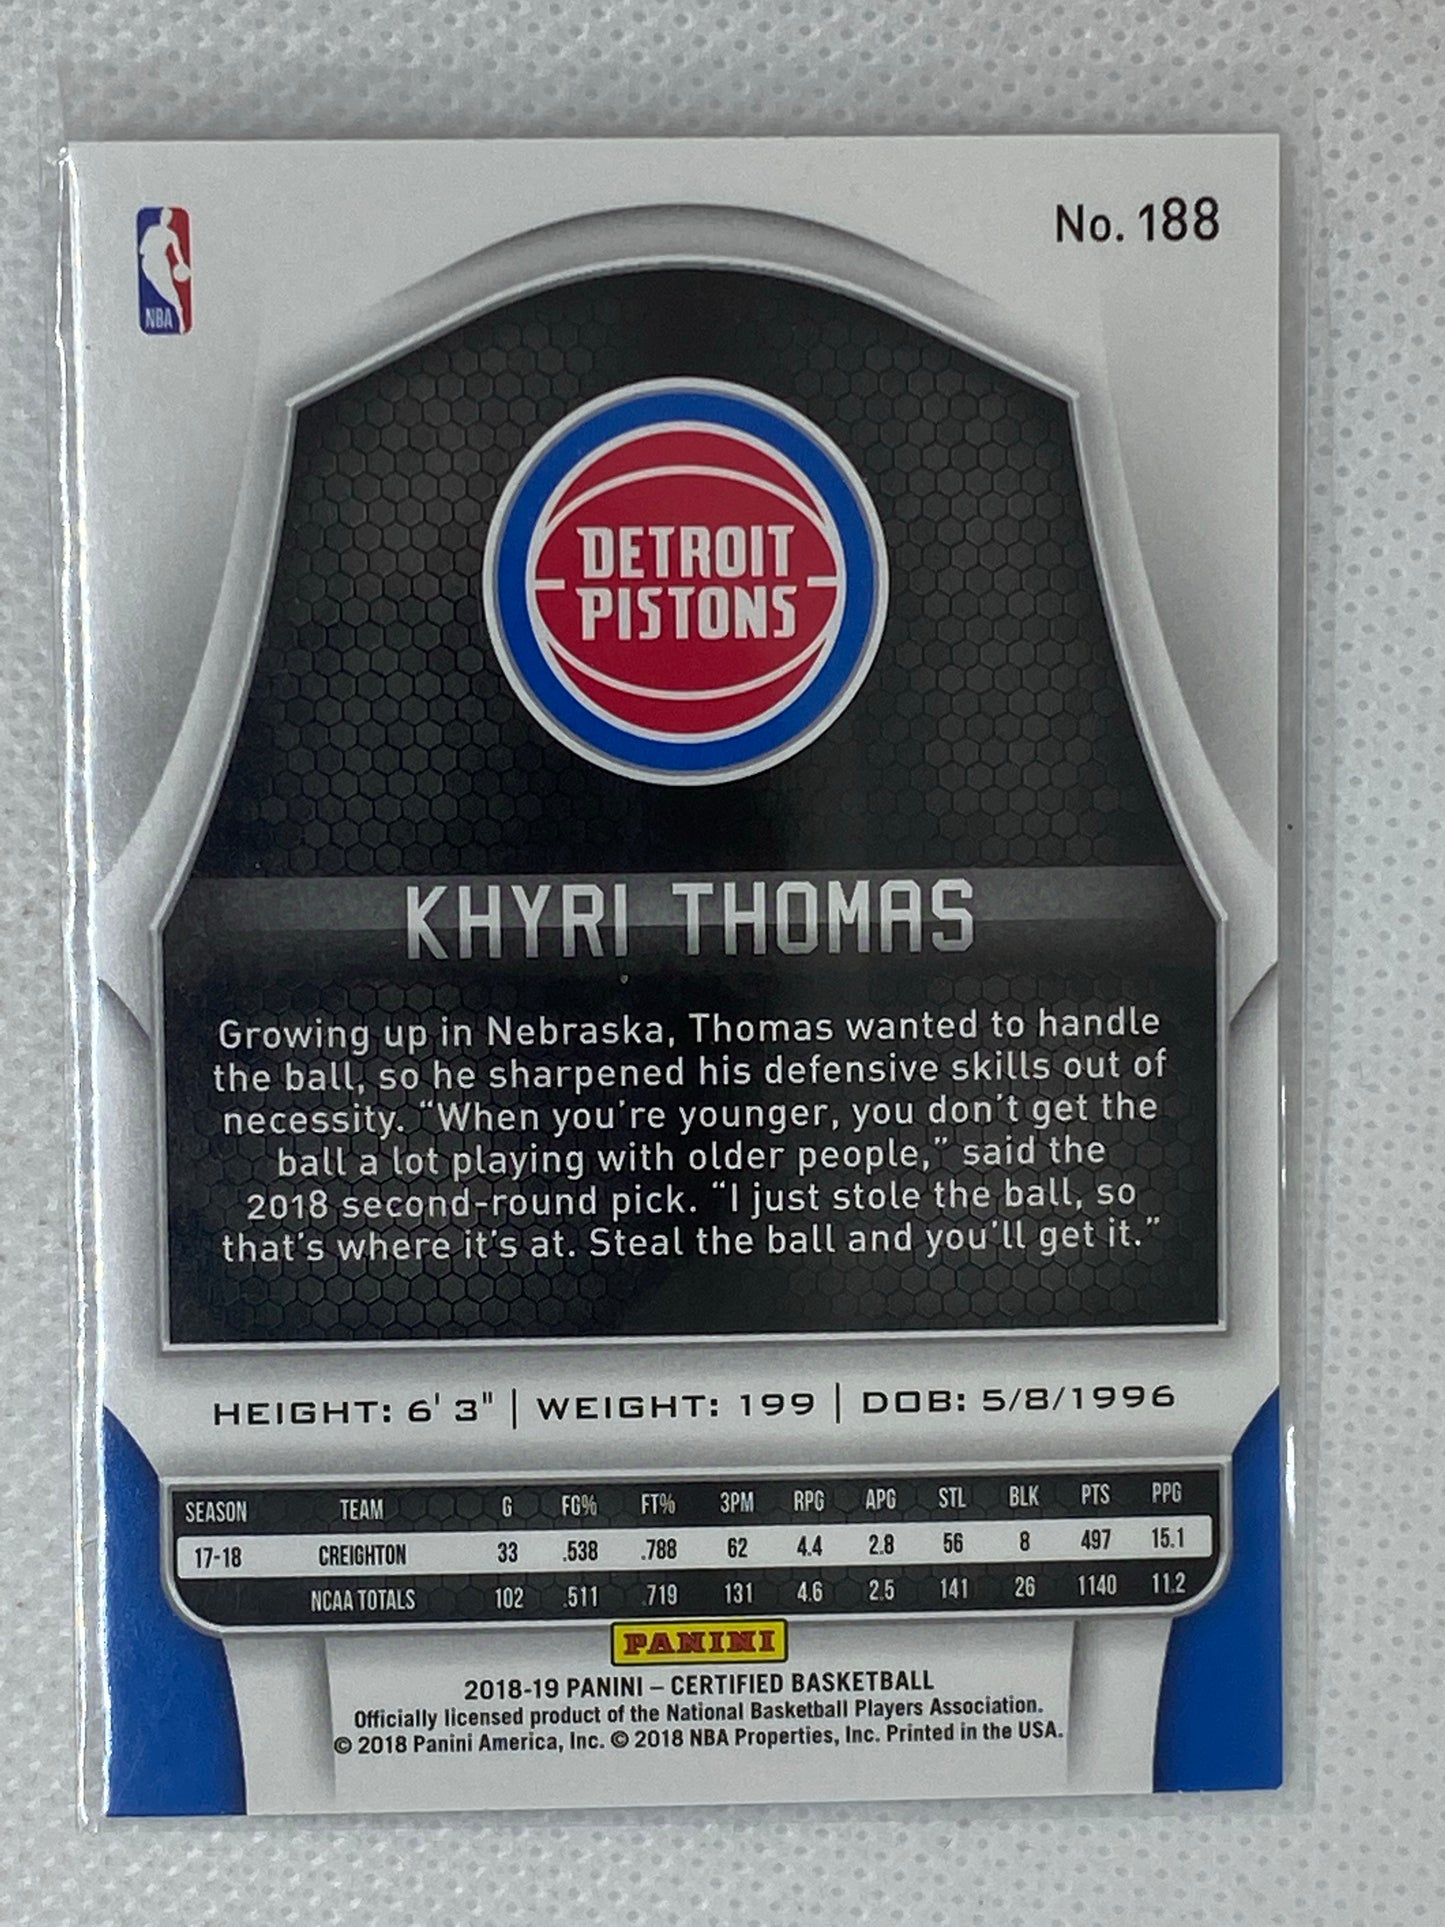 No. 188
NBA
DETROIT
PISTONS
KHYRI THOMAS
Growing up in Nebraska, Thomas wanted to handle
the ball, so he sharpened his defensive skills out of
necessity. “When you’re younger, you don’t get the
ball a lot playing with older people,” said the
2018 second-round pick. “I just stole the ball, so
that’s where it’s at. Steal the ball and you’ll get it.”
HEIGHT: 6' 3" | WEIGHT: 199 | DOB: 5/8/1996
SEASON TEAM G FG% FT% 3PM RPG APG STL BLK PTS PPG
17-18 CREIGHTON 33 .538 .788 62 4.4 2.8 56 8 497 15.1
NCAA TOTALS 102 .511 .719 131 4.6 2.5 141 26 1140 11.2
PANINI
2018-19 PANINI – CERTIFIED BASKETBALL
Officially licensed product of the National Basketball Players Association.
© 2018 Panini America, Inc. © 2018 NBA Properties, Inc. Printed in the USA.